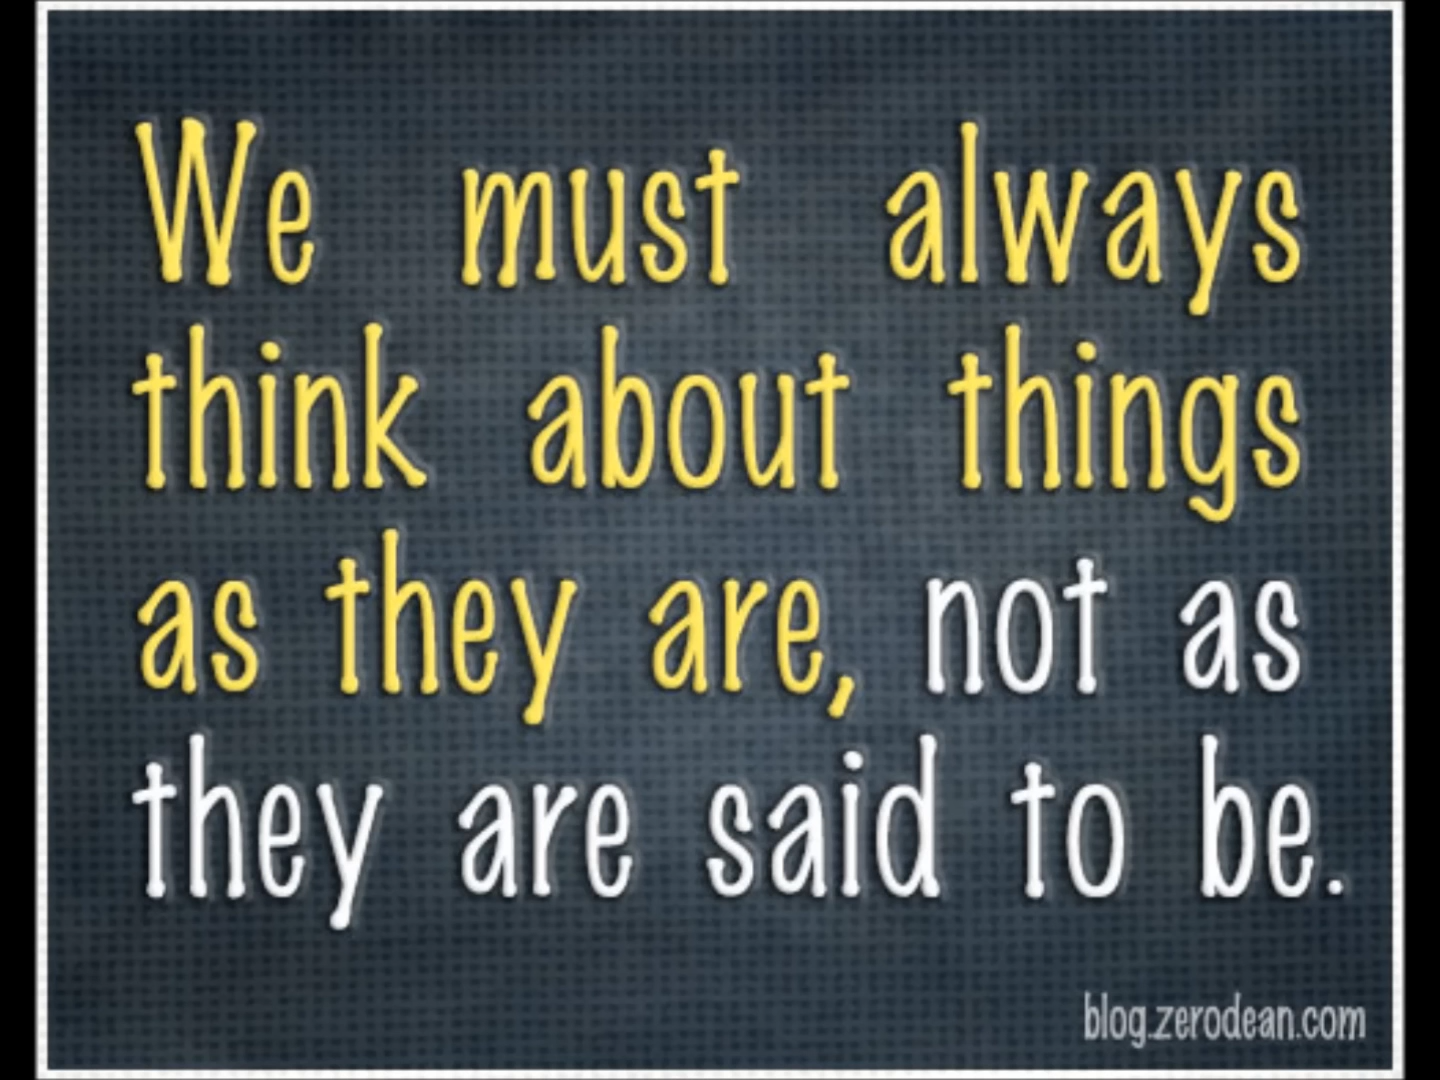 We must always
think about things
as they are, not as
they are said to be.
blog.zerodean.com